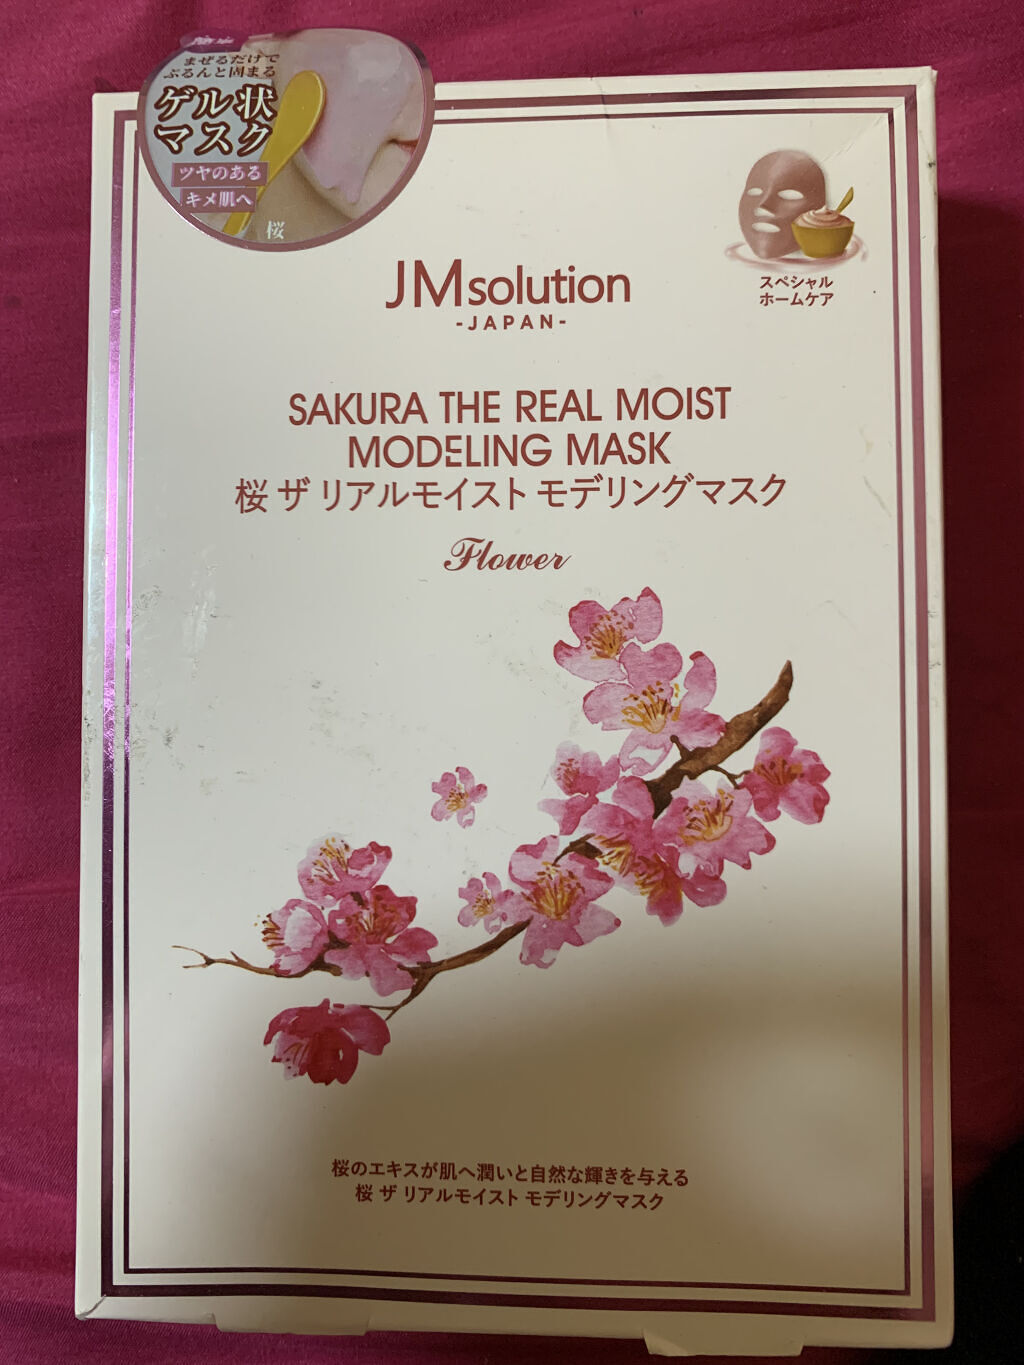 まぜるだけで
ぷるんと固まる
ゲル状
マスク
ツヤのある
キメ肌へ
桜
スペシャル
ホームケア
JMsolution
-JAPAN-
SAKURA THE REAL MOIST
MODELING MASK
桜 ザ リアルモイスト モデリングマスク
Flower
桜のエキスが肌へ潤いと自然な輝きを与える
桜 ザ リアルモイスト モデリングマスク